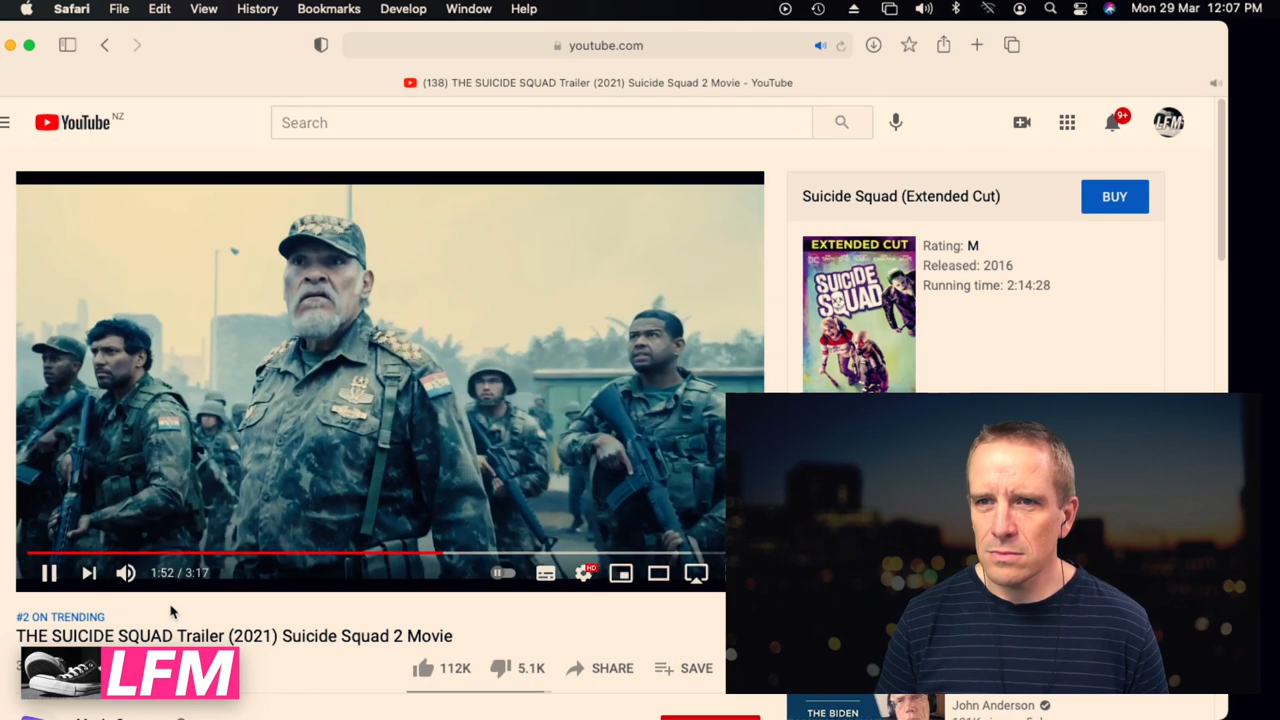 Safari File Edit View History Bookmarks Develop Window Help Mon 29 Mar 12:07 PM
youtube.com
(138) THE SUICIDE SQUAD Trailer (2021) Suicide Squad 2 Movie - YouTube
YouTube NZ
Search
9+
LFM
Suicide Squad (Extended Cut)
BUY
EXTENDED CUT
DC
SUICIDE
SQUAD
Rating: M
Released: 2016
Running time: 2:14:28
1:52 / 3:17
HD
#2 ON TRENDING
THE SUICIDE SQUAD Trailer (2021) Suicide Squad 2 Movie
112K 5.1K SHARE SAVE
LFM
THE BIDEN
John Anderson